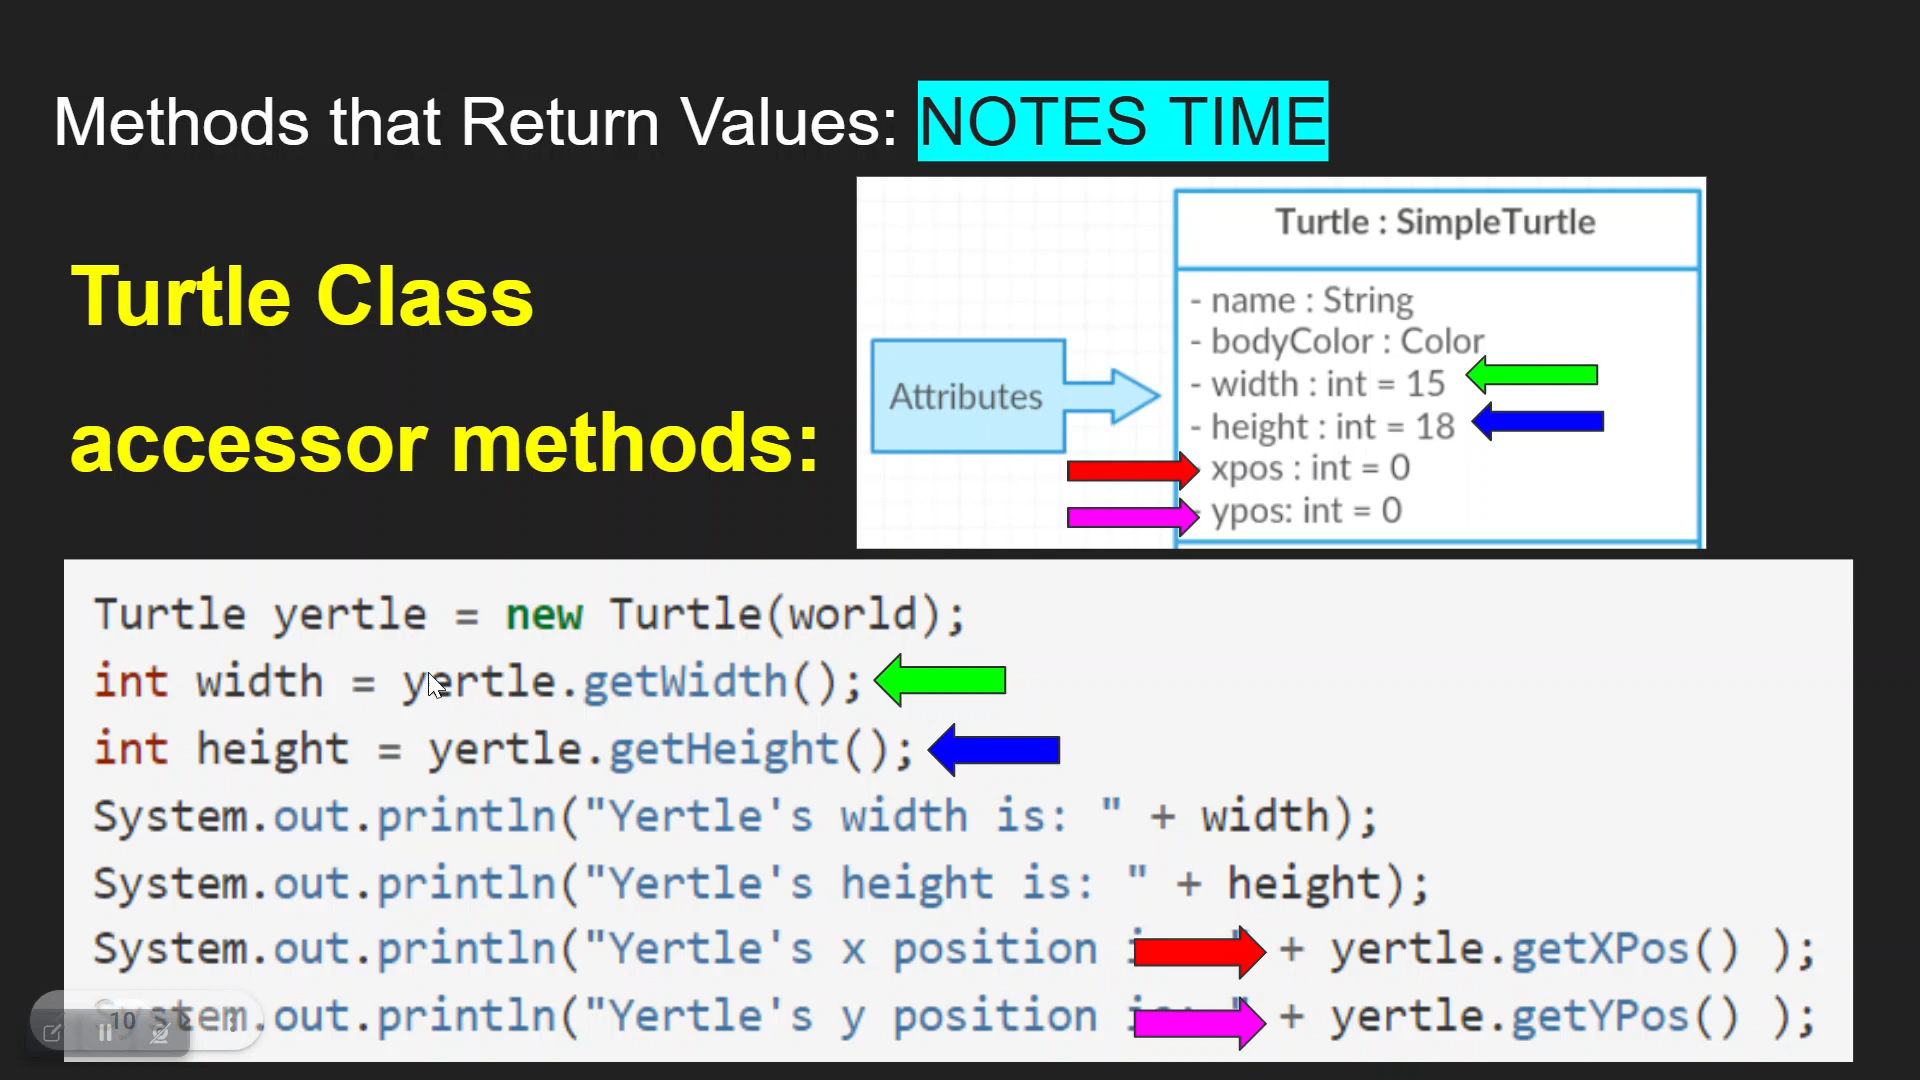 Methods that Return Values: NOTES TIME
Turtle Class
accessor methods:
Attributes
Turtle : SimpleTurtle
- name : String
- bodyColor : Color
- width : int = 15
- height : int = 18
xpos : int = 0
- ypos: int = 0
Turtle yertle = new Turtle(world);
int width = yertle.getWidth();
int height = yertle.getHeight();
System.out.println("Yertle's width is: " + width);
System.out.println("Yertle's height is: " + height);
System.out.println("Yertle's x position " + yertle.getXPos() );
System.out.println("Yertle's y position is: " + yertle.getYPos() );
10